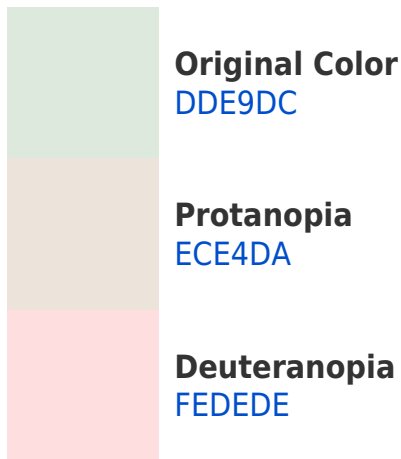 Original Color
DDE9DC
Protanopia
ECE4DA
Deuteranopia
FEDEDE